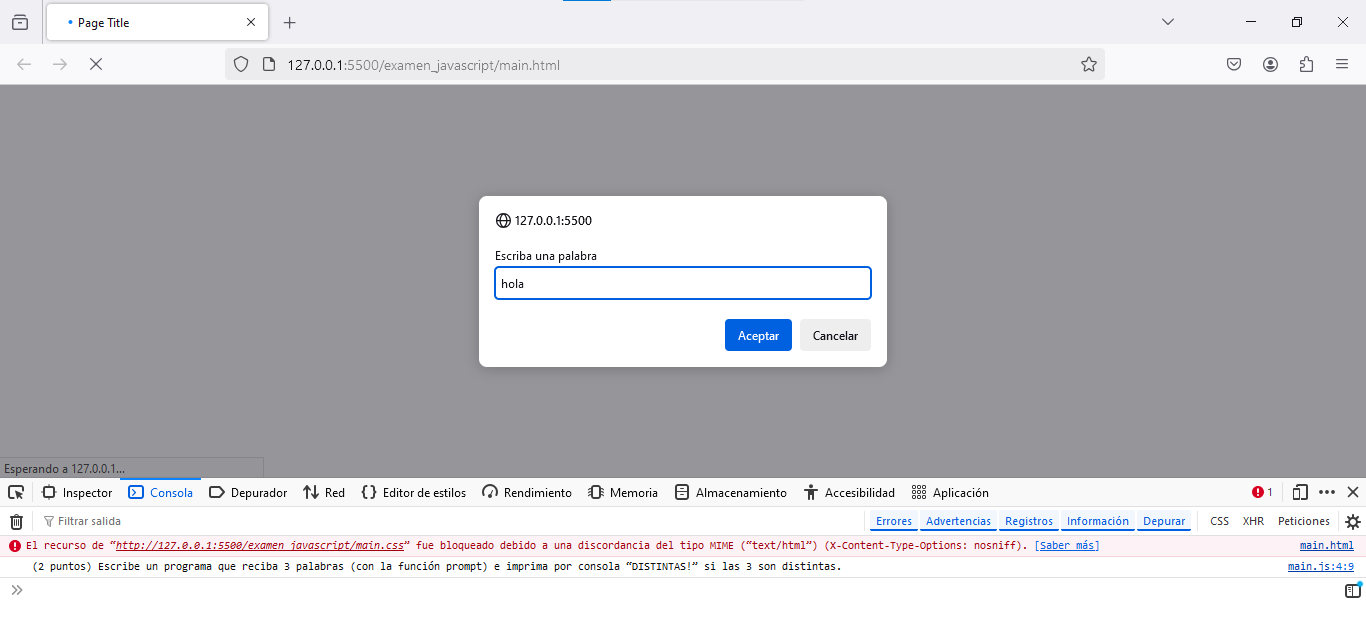 Page Title
127.0.0.1:5500/examen_javascript/main.html
127.0.0.1:5500
Escriba una palabra
hola
Aceptar Cancelar
Esperando a 127.0.0.1...
Inspector Consola Depurador Red Editor de estilos Rendimiento Memoria Almacenamiento Accesibilidad Aplicación 1
Filtrar salida Errores Advertencias Registros Información Depurar CSS XHR Peticiones
El recurso de “http://127.0.0.1:5500/examen_javascript/main.css” fue bloqueado debido a una discordancia del tipo MIME (“text/html”) (X-Content-Type-Options: nosniff). [Saber más] main.html
(2 puntos) Escribe un programa que reciba 3 palabras (con la función prompt) e imprima por consola “DISTINTAS!” si las 3 son distintas. main.js:4:9